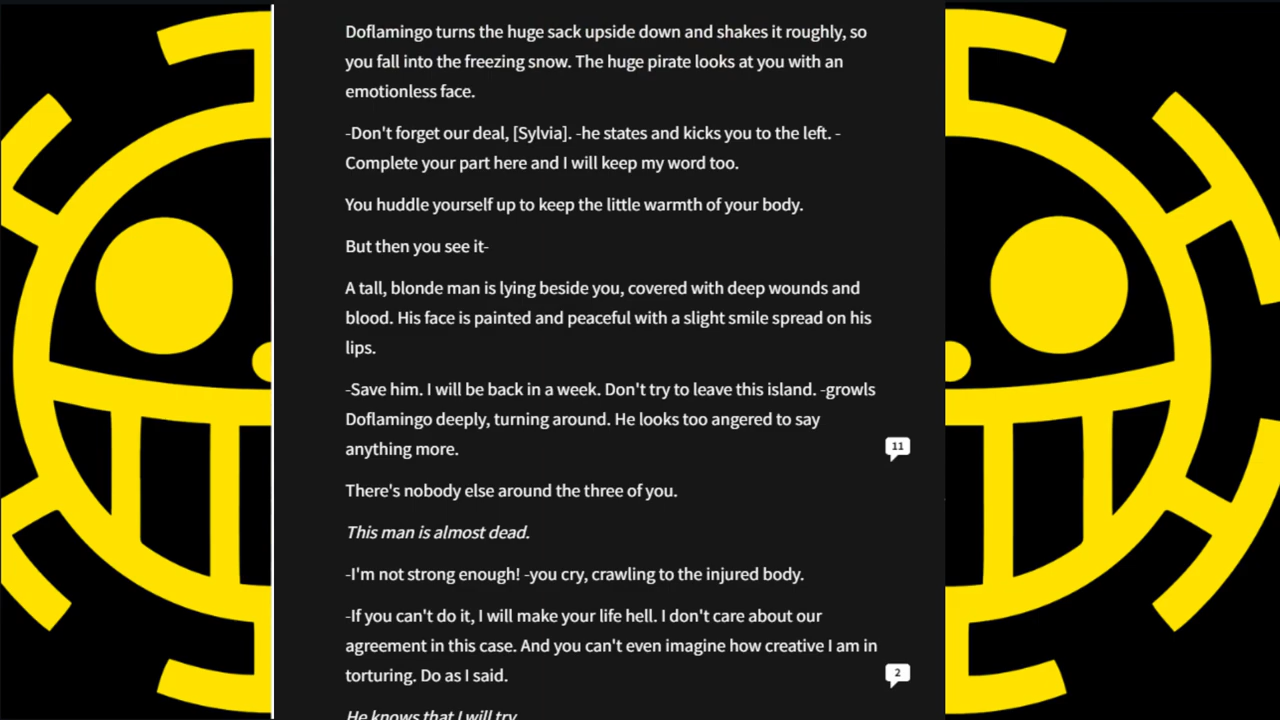 Doflamingo turns the huge sack upside down and shakes it roughly, so
you fall into the freezing snow. The huge pirate looks at you with an
emotionless face.
-Don't forget our deal, [Sylvia]. -he states and kicks you to the left. -
Complete your part here and I will keep my word too.
You huddle yourself up to keep the little warmth of your body.
But then you see it-
A tall, blonde man is lying beside you, covered with deep wounds and
blood. His face is painted and peaceful with a slight smile spread on his
lips.
-Save him. I will be back in a week. Don't try to leave this island. -growls
Doflamingo deeply, turning around. He looks too angered to say
anything more.
11
There's nobody else around the three of you.
This man is almost dead.
-I'm not strong enough! -you cry, crawling to the injured body.
-If you can't do it, I will make your life hell. I don't care about our
agreement in this case. And you can't even imagine how creative I am in
torturing. Do as I said.
2
He knows that I will try